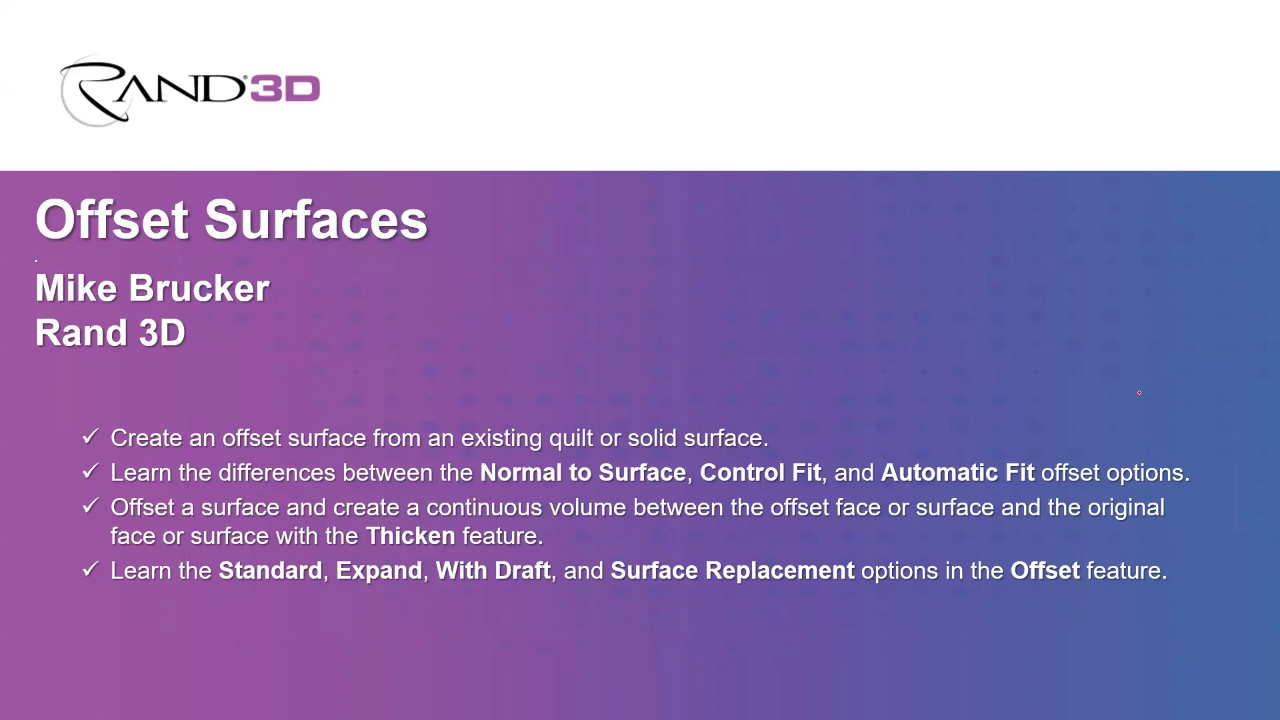 RAND®3D
Offset Surfaces
.
Mike Brucker
Rand 3D
✓ Create an offset surface from an existing quilt or solid surface.
✓ Learn the differences between the Normal to Surface, Control Fit, and Automatic Fit offset options.
✓ Offset a surface and create a continuous volume between the offset face or surface and the original
face or surface with the Thicken feature.
✓ Learn the Standard, Expand, With Draft, and Surface Replacement options in the Offset feature.